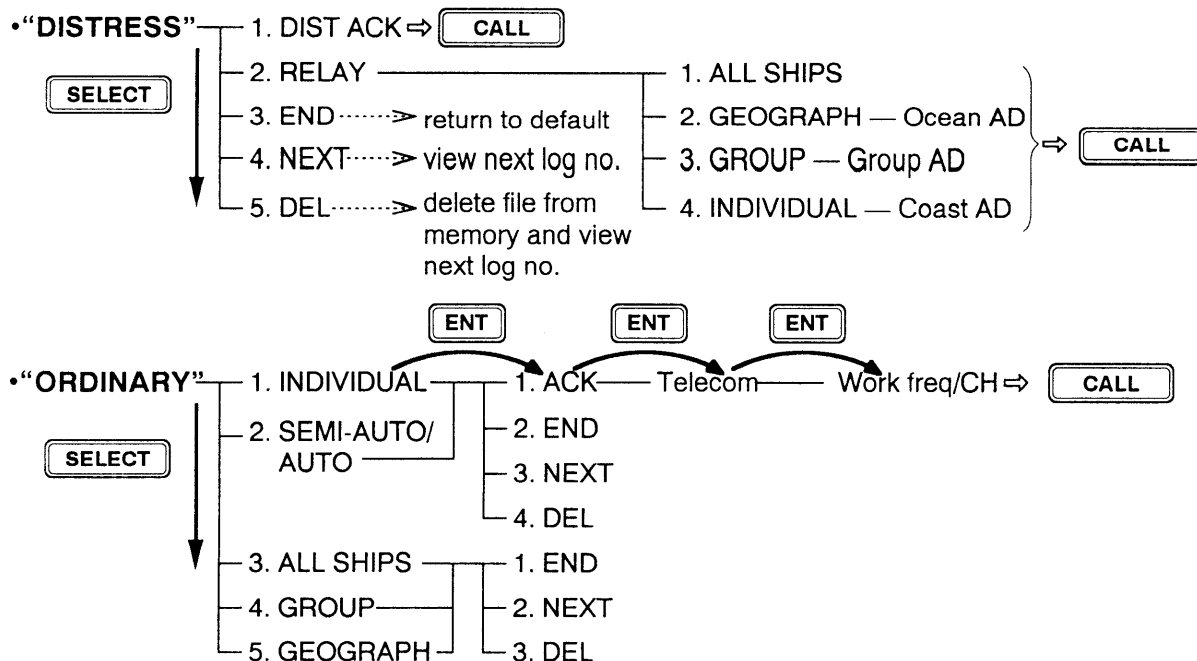 •“DISTRESS” 1. DIST ACK ⇨ CALL
SELECT
2. RELAY 1. ALL SHIPS
3. END return to default 2. GEOGRAPH — Ocean AD ⇨ CALL
4. NEXT view next log no. 3. GROUP — Group AD
5. DEL delete file from 4. INDIVIDUAL — Coast AD
memory and view
next log no.
ENT ENT ENT
•“ORDINARY” 1. INDIVIDUAL 1. ACK Telecom Work freq/CH ⇨ CALL
SELECT
2. SEMI-AUTO/ 2. END
AUTO 3. NEXT
4. DEL
3. ALL SHIPS 1. END
4. GROUP 2. NEXT
5. GEOGRAPH 3. DEL